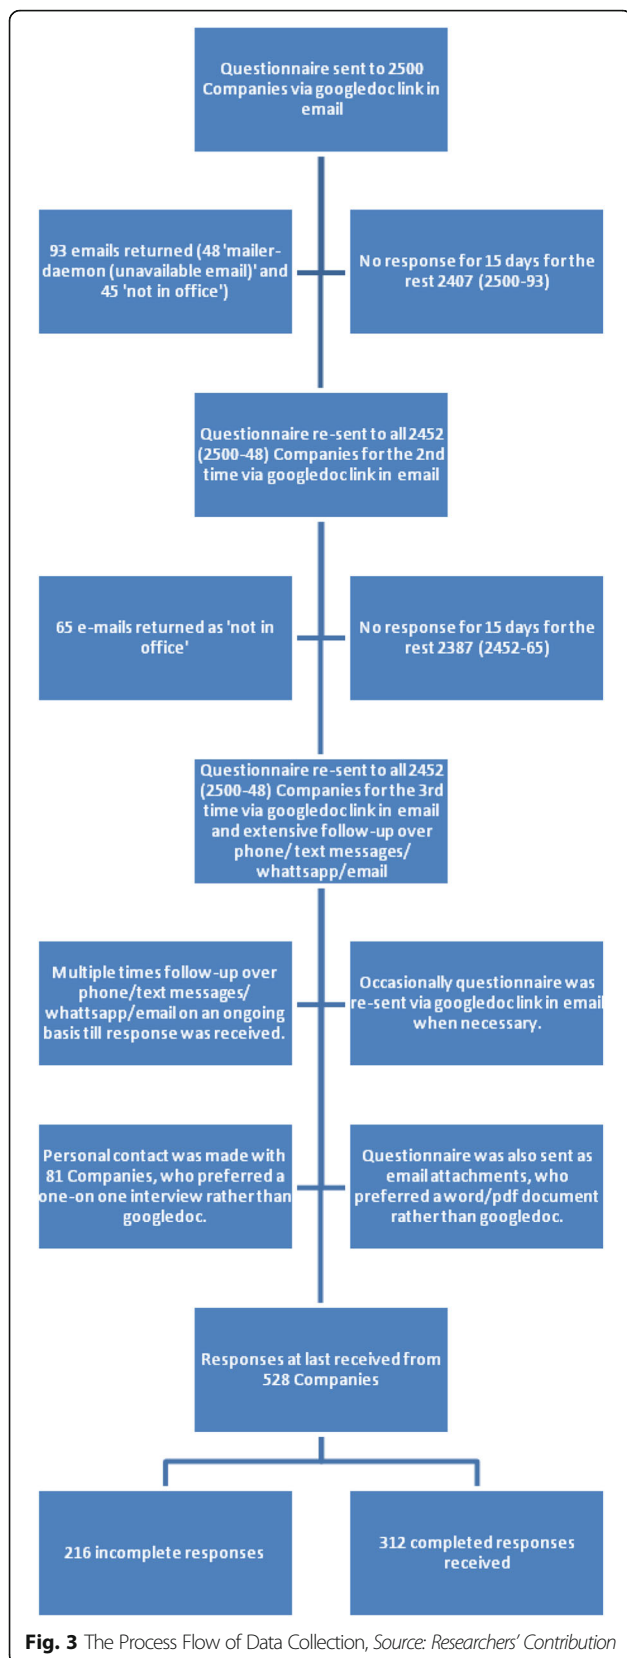 Questionnaire sent to 2500
Companies via googledoc link in
email
93 emails returned (48 'mailer-
daemon (unavailable email)' and
45 'not in office')
No response for 15 days for the
rest 2407 (2500-93)
Questionnaire re-sent to all 2452
(2500-48) Companies for the 2nd
time via googledoc link in email
65 e-mails returned as 'not in
office'
No response for 15 days for the
rest 2387 (2452-65)
Questionnaire re-sent to all 2452
(2500-48) Companies for the 3rd
time via googledoc link in email
and extensive follow-up over
phone/ text messages/
whattsapp/email
Multiple times follow-up over
phone/text messages/
whattsapp/email on an ongoing
basis till response was received.
Occasionally questionnaire was
re-sent via googledoc link in email
when necessary.
Personal contact was made with
81 Companies, who preferred a
one-on one interview rather than
googledoc.
Questionnaire was also sent as
email attachments, who
preferred a word/pdf document
rather than googledoc.
Responses at last received from
528 Companies
216 incomplete responses
312 completed responses
received
Fig. 3 The Process Flow of Data Collection, Source: Researchers' Contribution